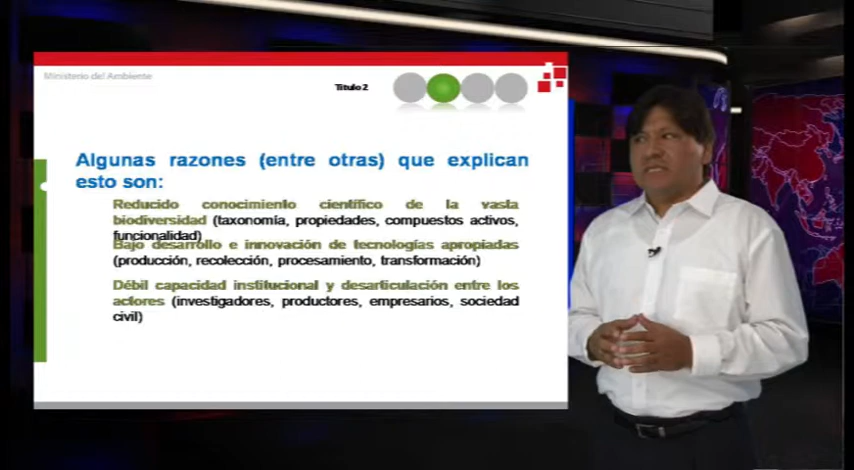 Ministerio del Ambiente
Título 2
Algunas razones (entre otras) que explican
esto son:
Reducido conocimiento científico de la vasta
biodiversidad (taxonomía, propiedades, compuestos activos,
funcionalidad)
Bajo desarrollo e innovación de tecnologías apropiadas
(producción, recolección, procesamiento, transformación)
Débil capacidad institucional y desarticulación entre los
actores (investigadores, productores, empresarios, sociedad
civil)